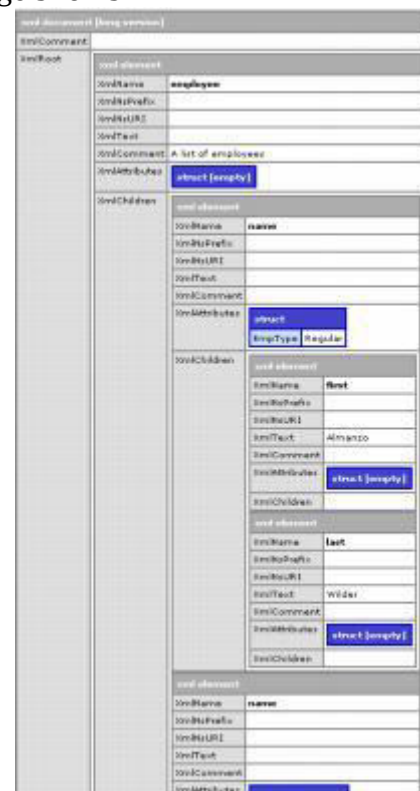 xml document [long version]
XmlComment
XmlRoot
xml element
XmlName employee
XmlNsPrefix
XmlNsURI
XmlText
XmlComment A list of employees
XmlAttributes struct [empty]
XmlChildren
xml element
XmlName name
XmlNsPrefix
XmlNsURI
XmlText
XmlComment
XmlAttributes
struct
EmpType Regular
XmlChildren
xml element
XmlName first
XmlNsPrefix
XmlNsURI
XmlText Almanzo
XmlComment
XmlAttributes struct [empty]
XmlChildren
xml element
XmlName last
XmlNsPrefix
XmlNsURI
XmlText Wilder
XmlComment
XmlAttributes struct [empty]
XmlChildren
xml element
XmlName name
XmlNsPrefix
XmlNsURI
XmlText
XmlComment
XmlAttributes